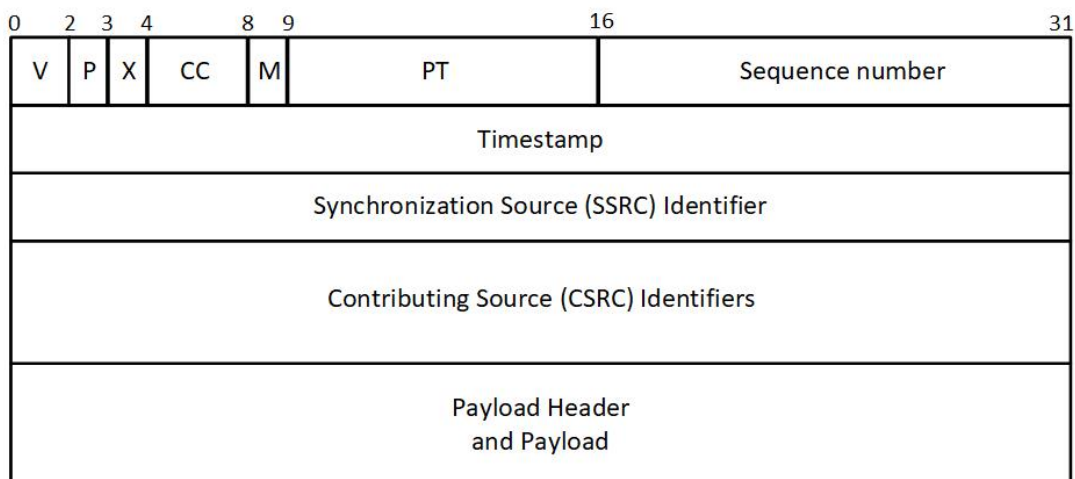 0 2 3 4 8 9 16 31
V P X CC M PT Sequence number
Timestamp
Synchronization Source (SSRC) Identifier
Contributing Source (CSRC) Identifiers
Payload Header
and Payload